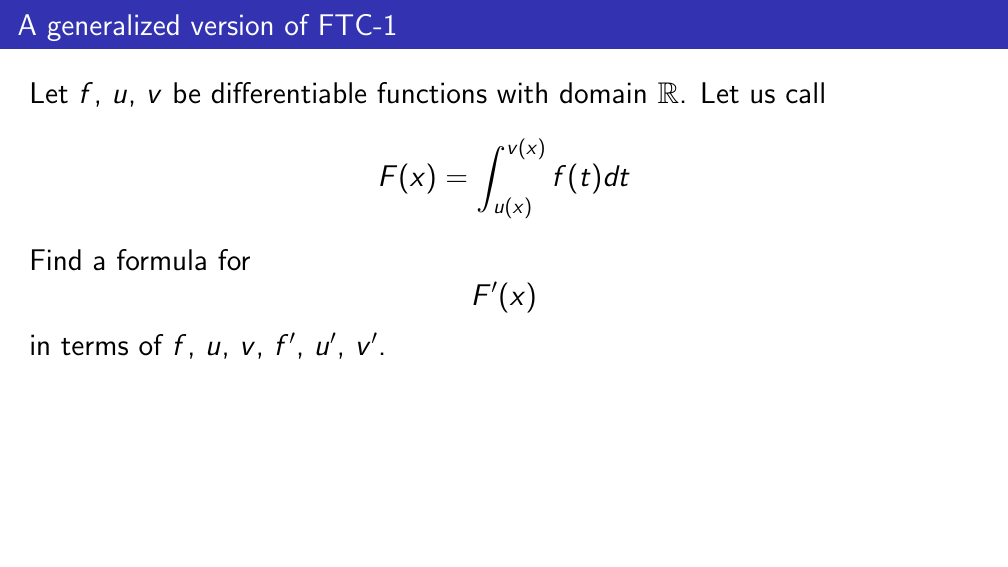 A generalized version of FTC-1
Let f, u, v be differentiable functions with domain ℝ. Let us call
F(x) = ∫_{u(x)}^{v(x)} f(t)dt
Find a formula for
F′(x)
in terms of f, u, v, f′, u′, v′.